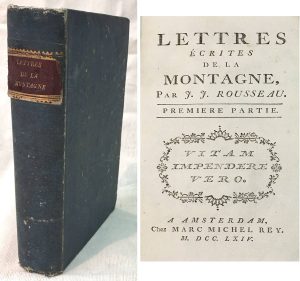 LETTRES
DE LA
MONTAGNE
LETTRES
ÉCRITES
DE LA
MONTAGNE,
PAR J. J. ROUSSEAU.
PREMIERE PARTIE.
VITAM
IMPENDERE
VERO.
A AMSTERDAM,
Chez MARC MICHEL REY.
M. DCC. LXIV.